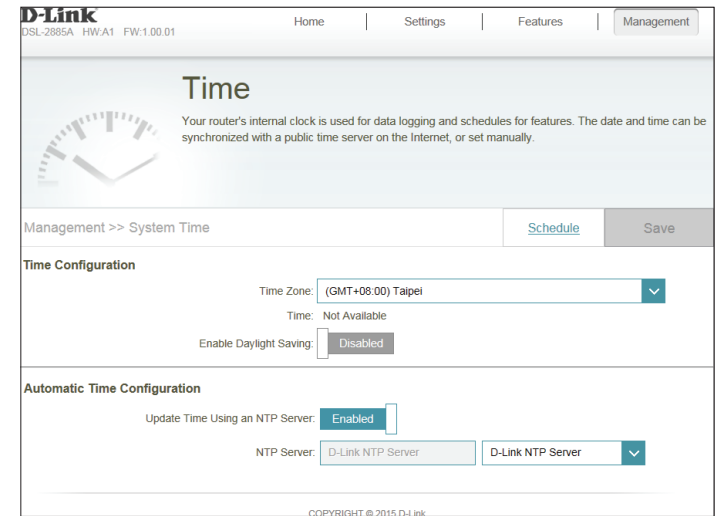 D-Link
DSL-2885A HW:A1 FW:1.00.01
Home Settings Features Management
Time
Your router's internal clock is used for data logging and schedules for features. The date and time can be
synchronized with a public time server on the Internet, or set manually.
Management >> System Time Schedule Save
Time Configuration
Time Zone: (GMT+08:00) Taipei
Time: Not Available
Enable Daylight Saving: Disabled
Automatic Time Configuration
Update Time Using an NTP Server: Enabled
NTP Server: D-Link NTP Server D-Link NTP Server
COPYRIGHT © 2015 D-Link